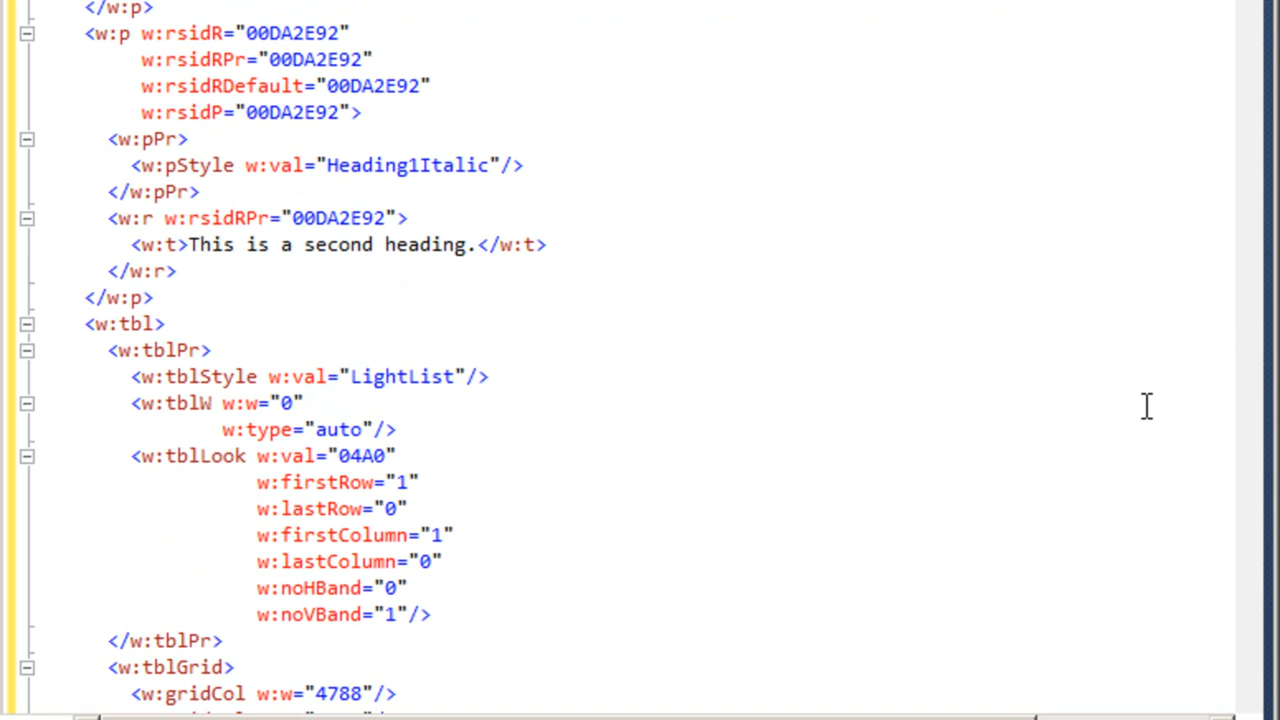 </w:p>
<w:p w:rsidR="00DA2E92"
w:rsidRPr="00DA2E92"
w:rsidRDefault="00DA2E92"
w:rsidP="00DA2E92">
<w:pPr>
<w:pStyle w:val="Heading1Italic"/>
</w:pPr>
<w:r w:rsidRPr="00DA2E92">
<w:t>This is a second heading.</w:t>
</w:r>
</w:p>
<w:tbl>
<w:tblPr>
<w:tblStyle w:val="LightList"/>
<w:tblW w:w="0"
w:type="auto"/>
<w:tblLook w:val="04A0"
w:firstRow="1"
w:lastRow="0"
w:firstColumn="1"
w:lastColumn="0"
w:noHBand="0"
w:noVBand="1"/>
</w:tblPr>
<w:tblGrid>
<w:gridCol w:w="4788"/>